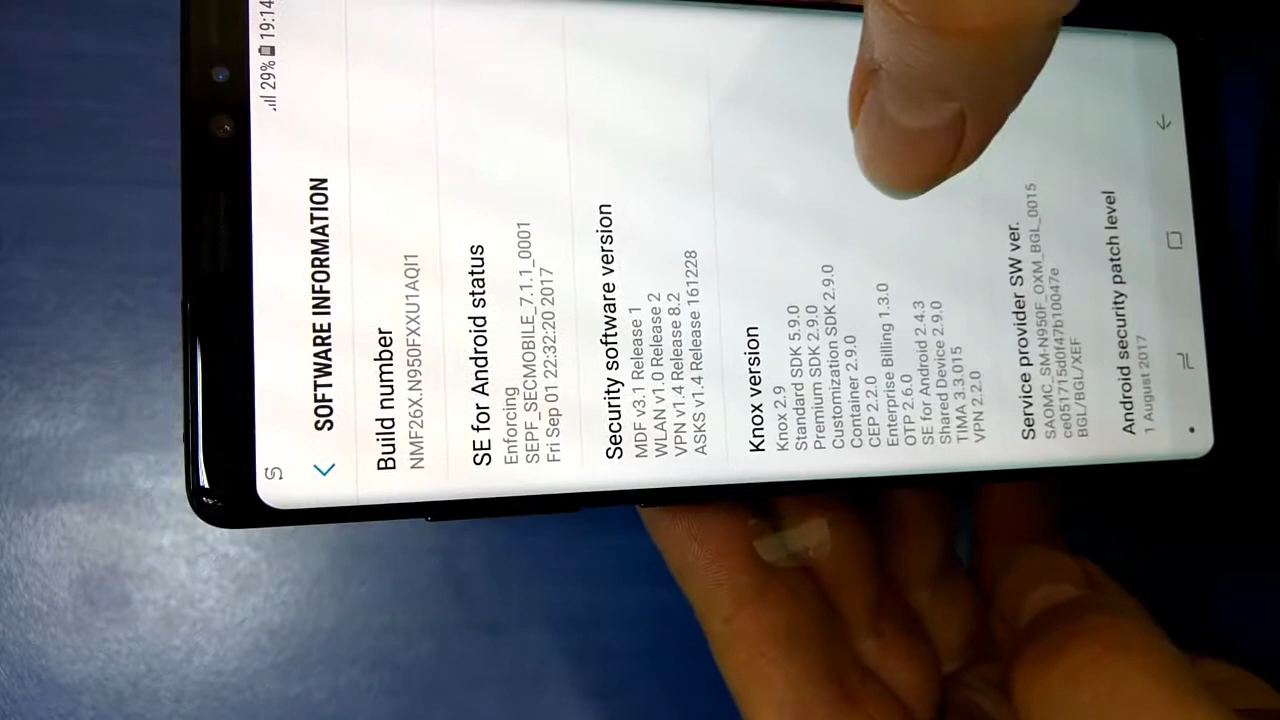 29% 19:14
SOFTWARE INFORMATION
Build number
NMF26X.N950FXXU1AQI1
SE for Android status
Enforcing
SEPF_SECMOBILE_7.1.1_0001
Fri Sep 01 22:32:20 2017
Security software version
MDF v3.1 Release 1
WLAN v1.0 Release 2
VPN v1.4 Release 8.2
ASKS v1.4 Release 161228
Knox version
Knox 2.9
Standard SDK 5.9.0
Premium SDK 2.9.0
Customization SDK 2.9.0
Container 2.9.0
CEP 2.2.0
Enterprise Billing 1.3.0
OTP 2.6.0
SE for Android 2.4.3
Shared Device 2.9.0
TIMA 3.3.015
VPN 2.2.0
Service provider SW ver.
SAOMC_SM-N950F_OXM_BGL_0015
ce051715d0f47b10047e
BGL/BGL/XEF
Android security patch level
1 August 2017